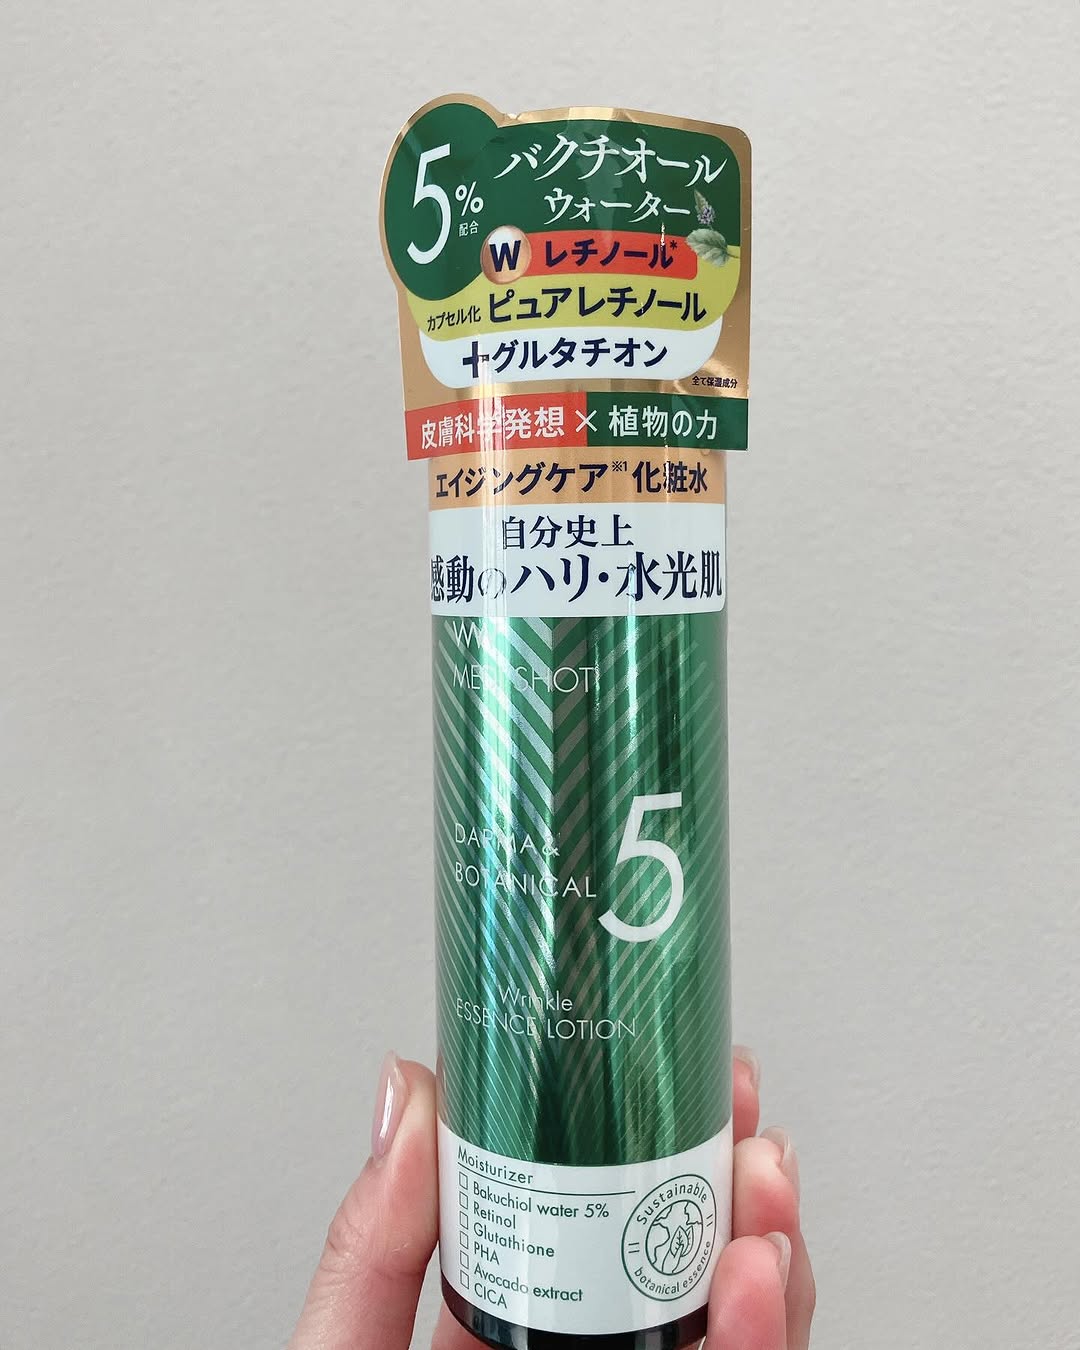 5%
配合
バクチオール
ウォーター
W レチノール*
カプセル化 ピュアレチノール
+グルタチオン
全て保湿成分
皮膚科学発想×植物の力
エイジングケア※1化粧水
自分史上
感動のハリ・水光肌
SHOT
DARMA &
BOTANICAL
5
Wrinkle
ESSENCE LOTION
Moisturizer
Bakuchiol water 5%
Retinol
Glutathione
PHA
Avocado extract
CICA
Sustainable
botanical essence